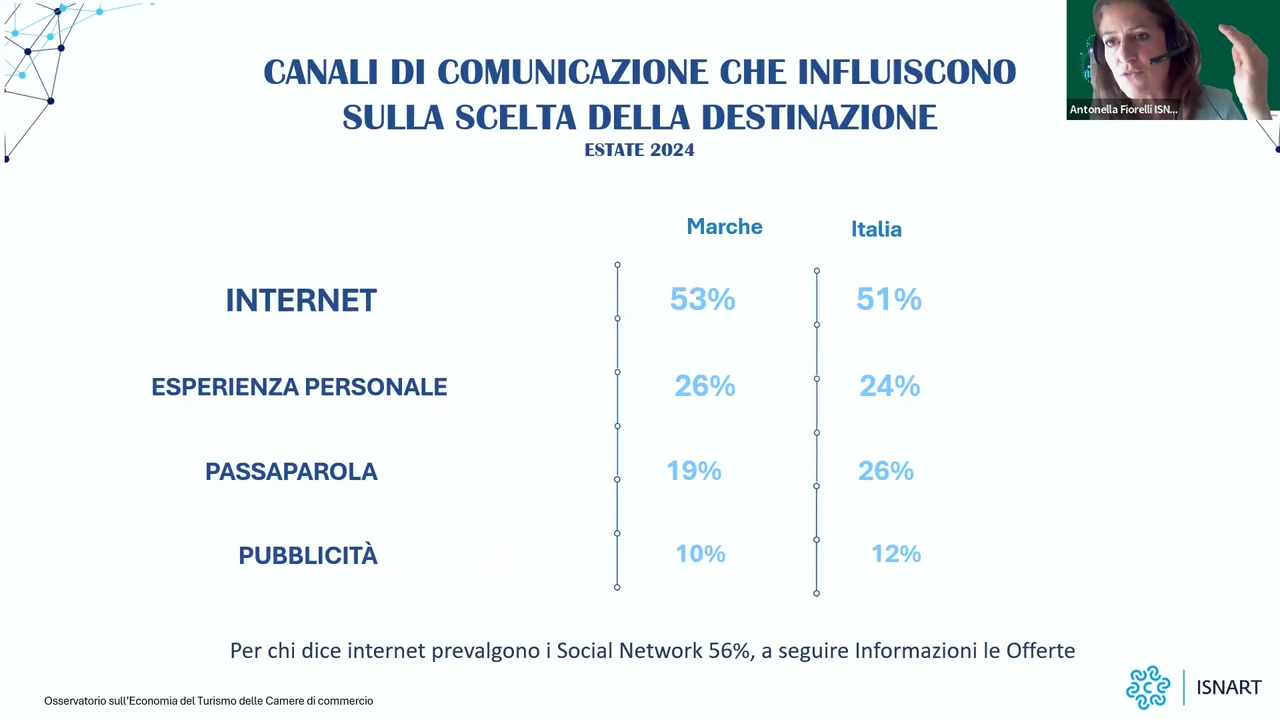 CANALI DI COMUNICAZIONE CHE INFLUISCONO
SULLA SCELTA DELLA DESTINAZIONE
ESTATE 2024
Antonella Fiorelli ISN...
Marche Italia
INTERNET 53% 51%
ESPERIENZA PERSONALE 26% 24%
PASSAPAROLA 19% 26%
PUBBLICITÀ 10% 12%
Per chi dice internet prevalgono i Social Network 56%, a seguire Informazioni le Offerte
Osservatorio sull'Economia del Turismo delle Camere di commercio
ISNART